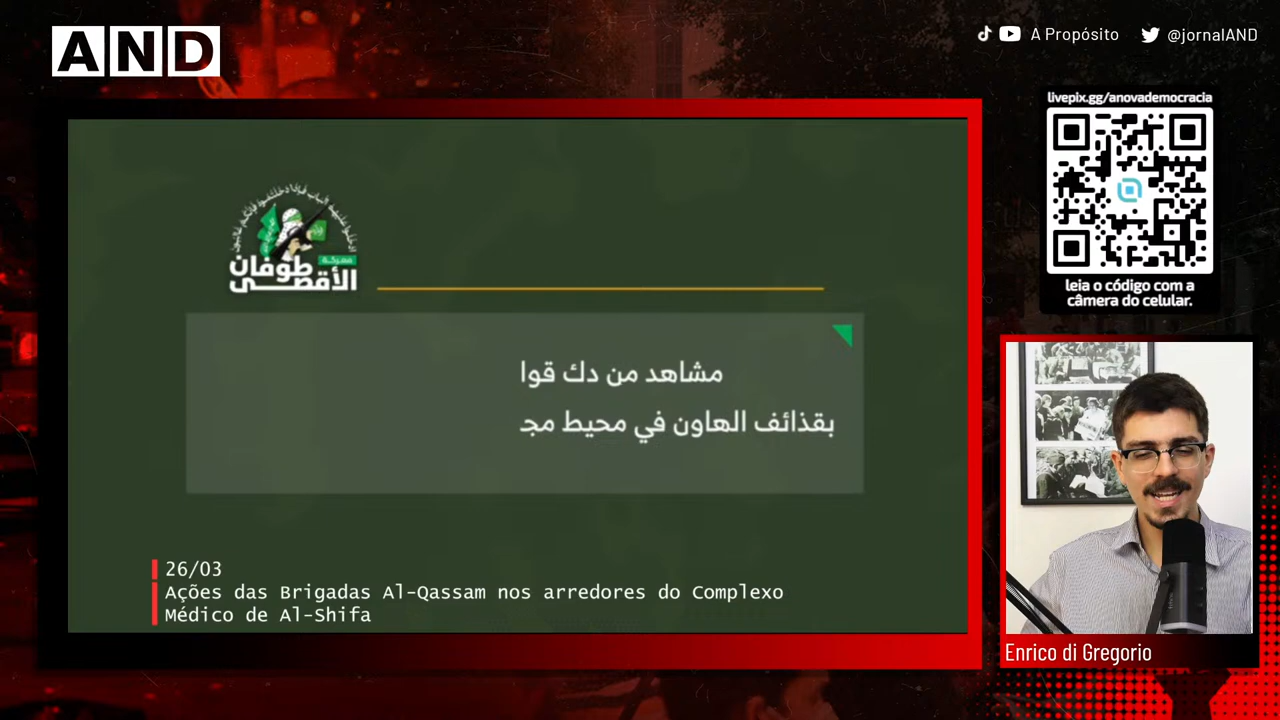 AND
A Propósito
@jornalAND
livepix.gg/anovademocracia
leia o código com a
câmera do celular.
معركة
طوفان
الأقصى
مشاهد من دك قوا
بقذائف الهاون في محيط مج
26/03
Ações das Brigadas Al-Qassam nos arredores do Complexo
Médico de Al-Shifa
Enrico di Gregorio